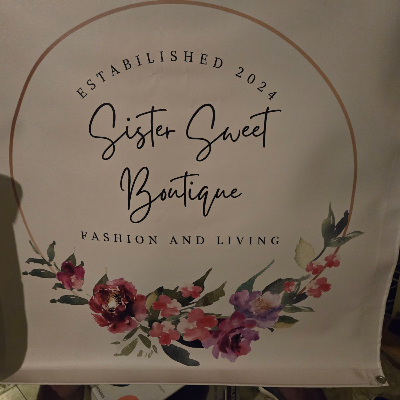 ESTABILISHED 2024
Sister Sweet
Boutique
FASHION AND LIVING